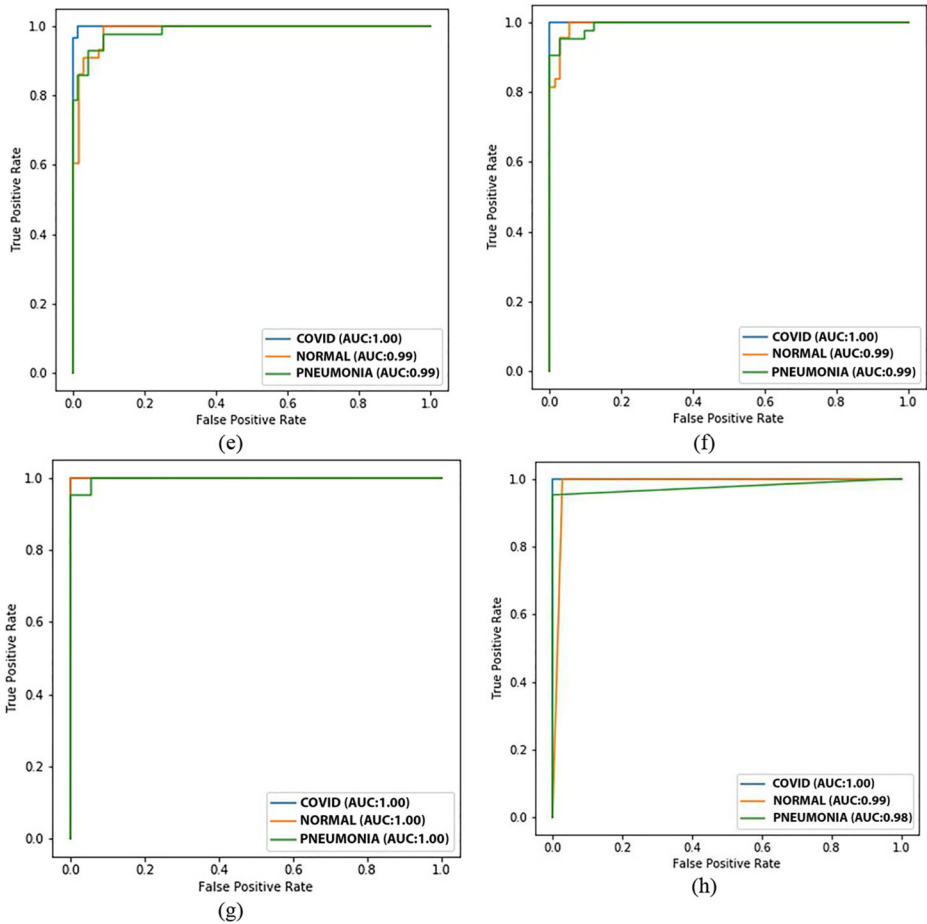 1.0
0.8
0.6
0.4
0.2
0.0
True Positive Rate
COVID (AUC:1.00)
NORMAL (AUC:0.99)
PNEUMONIA (AUC:0.99)
0.0 0.2 0.4 0.6 0.8 1.0
False Positive Rate
(e)
1.0
0.8
0.6
0.4
0.2
0.0
True Positive Rate
COVID (AUC:1.00)
NORMAL (AUC:0.99)
PNEUMONIA (AUC:0.99)
0.0 0.2 0.4 0.6 0.8 1.0
False Positive Rate
(f)
1.0
0.8
0.6
0.4
0.2
0.0
True Positive Rate
COVID (AUC:1.00)
NORMAL (AUC:1.00)
PNEUMONIA (AUC:1.00)
0.0 0.2 0.4 0.6 0.8 1.0
False Positive Rate
(g)
1.0
0.8
0.6
0.4
0.2
0.0
True Positive Rate
COVID (AUC:1.00)
NORMAL (AUC:0.99)
PNEUMONIA (AUC:0.98)
0.0 0.2 0.4 0.6 0.8 1.0
False Positive Rate
(h)